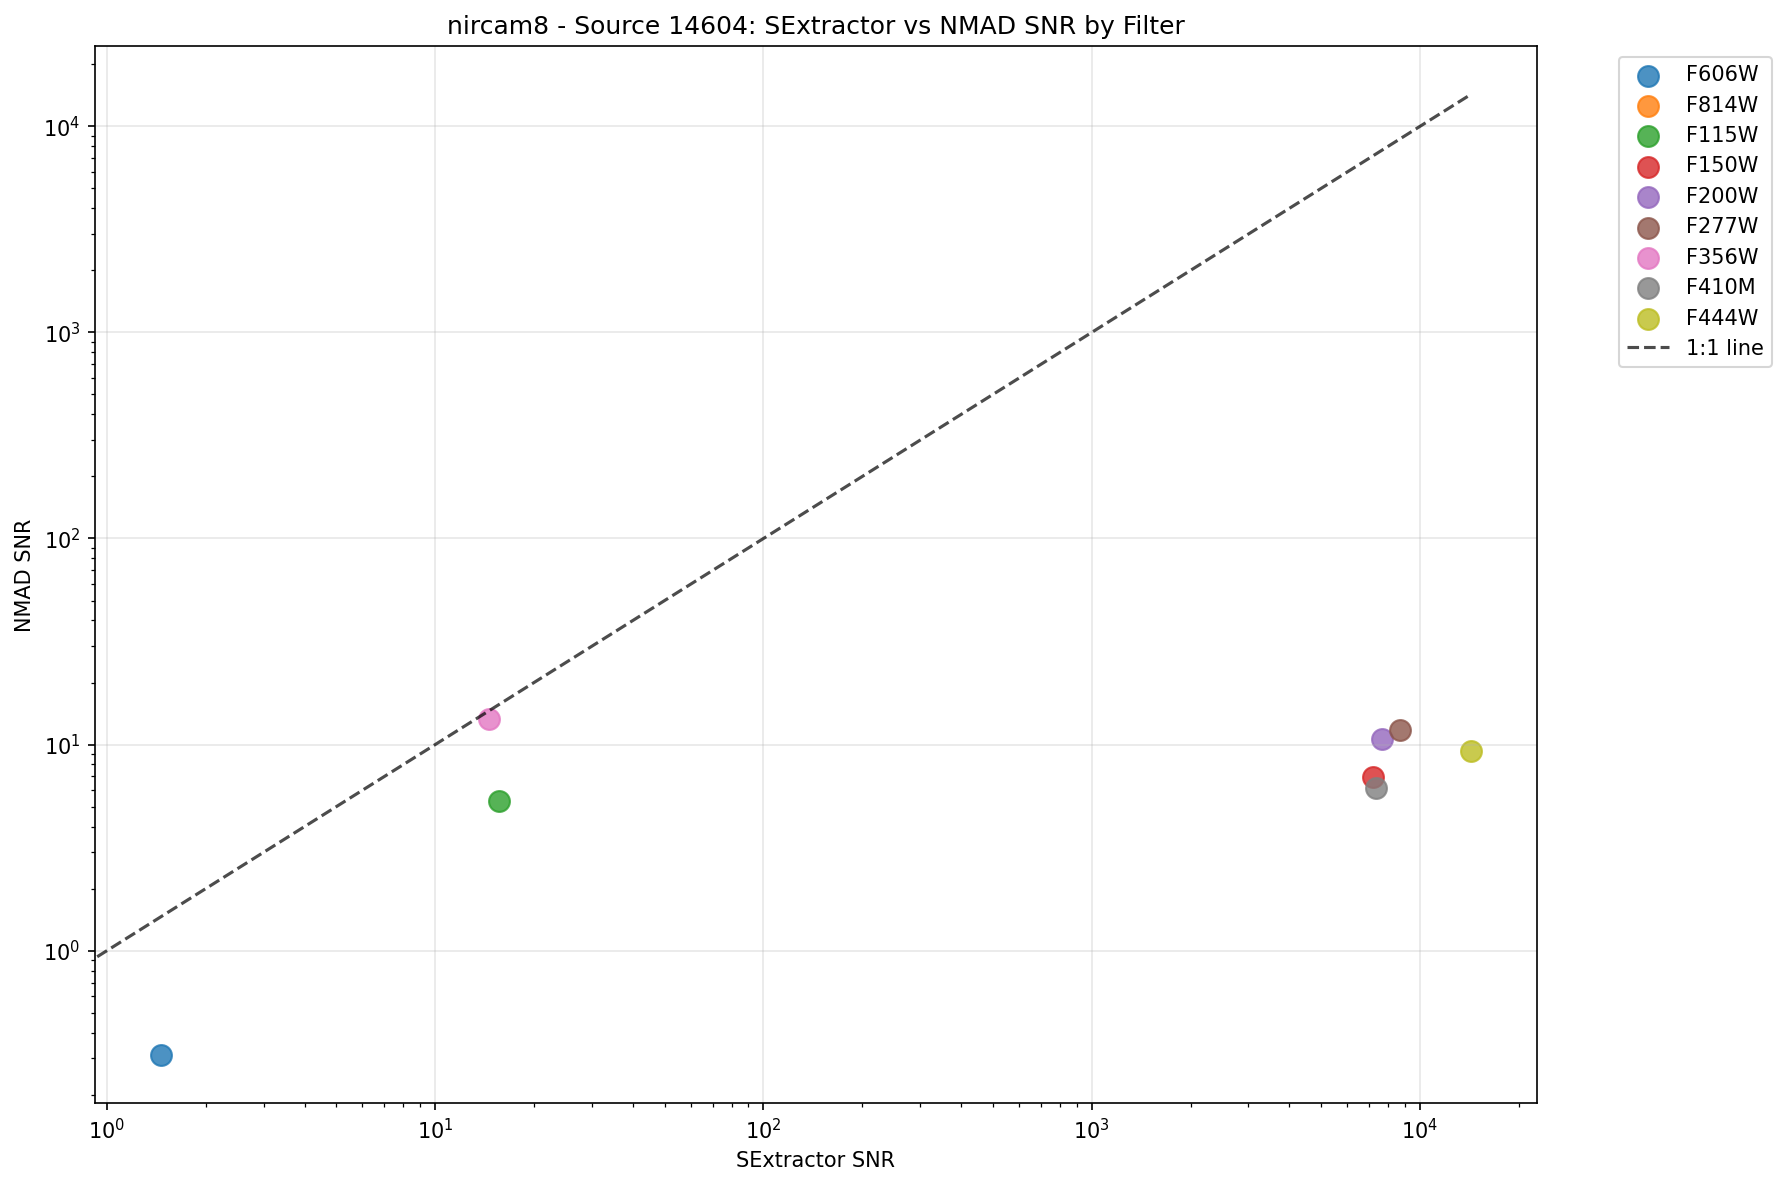 nircam8 - Source 14604: SExtractor vs NMAD SNR by Filter
F606W
F814W
F115W
F150W
F200W
F277W
F356W
F410M
F444W
1:1 line
NMAD SNR
10^4
10^3
10^2
10^1
10^0
10^0 10^1 10^2 10^3 10^4
SExtractor SNR